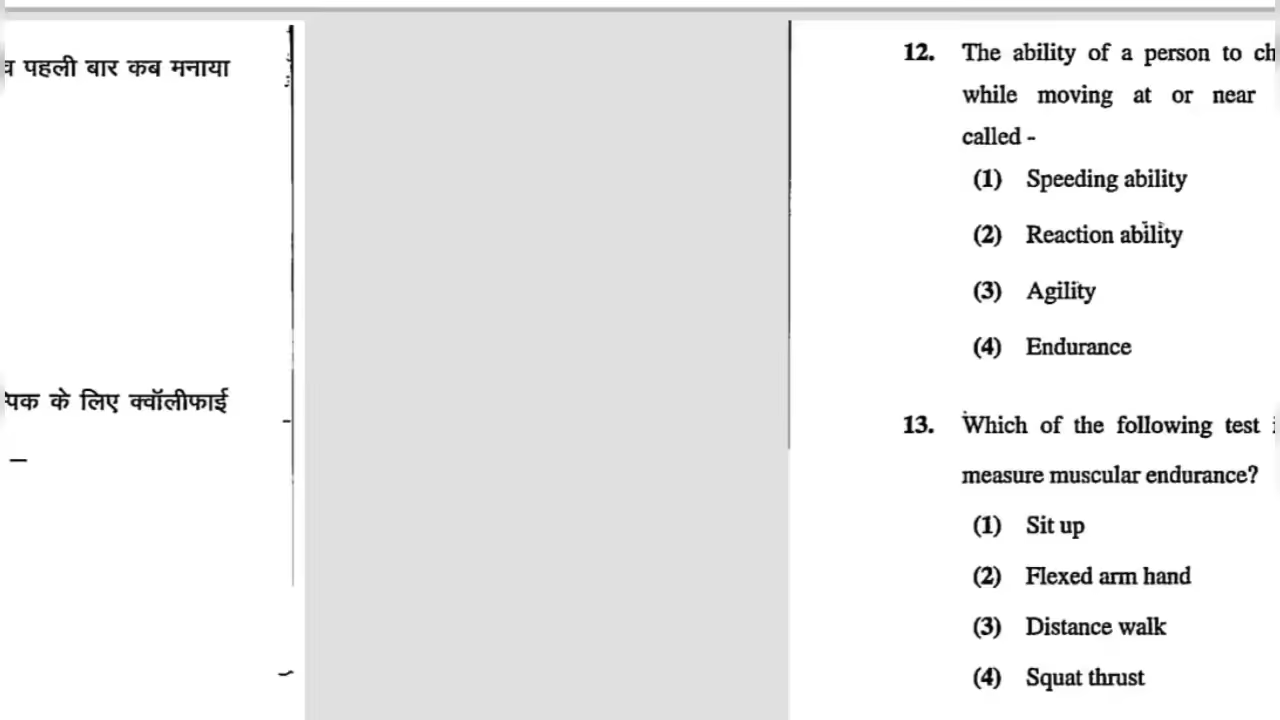 पहली बार कब मनाया
के लिए क्वॉलीफाई
—
12. The ability of a person to
while moving at or near
called -
(1) Speeding ability
(2) Reaction ability
(3) Agility
(4) Endurance
13. Which of the following test
measure muscular endurance?
(1) Sit up
(2) Flexed arm hand
(3) Distance walk
(4) Squat thrust